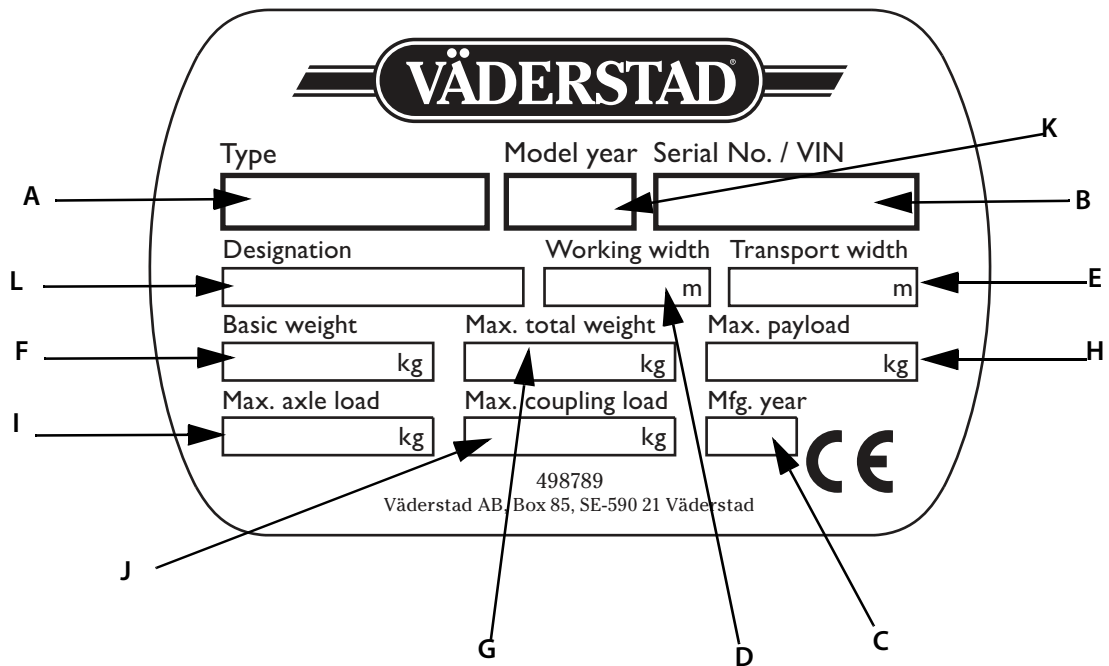 VÄDERSTAD®
K
Type Model year Serial No. / VIN
A B
Designation Working width Transport width
L m m E
Basic weight Max. total weight Max. payload
F kg kg kg H
Max. axle load Max. coupling load Mfg. year
I kg kg CE
498789
Väderstad AB, Box 85, SE-590 21 Väderstad
J
G D C